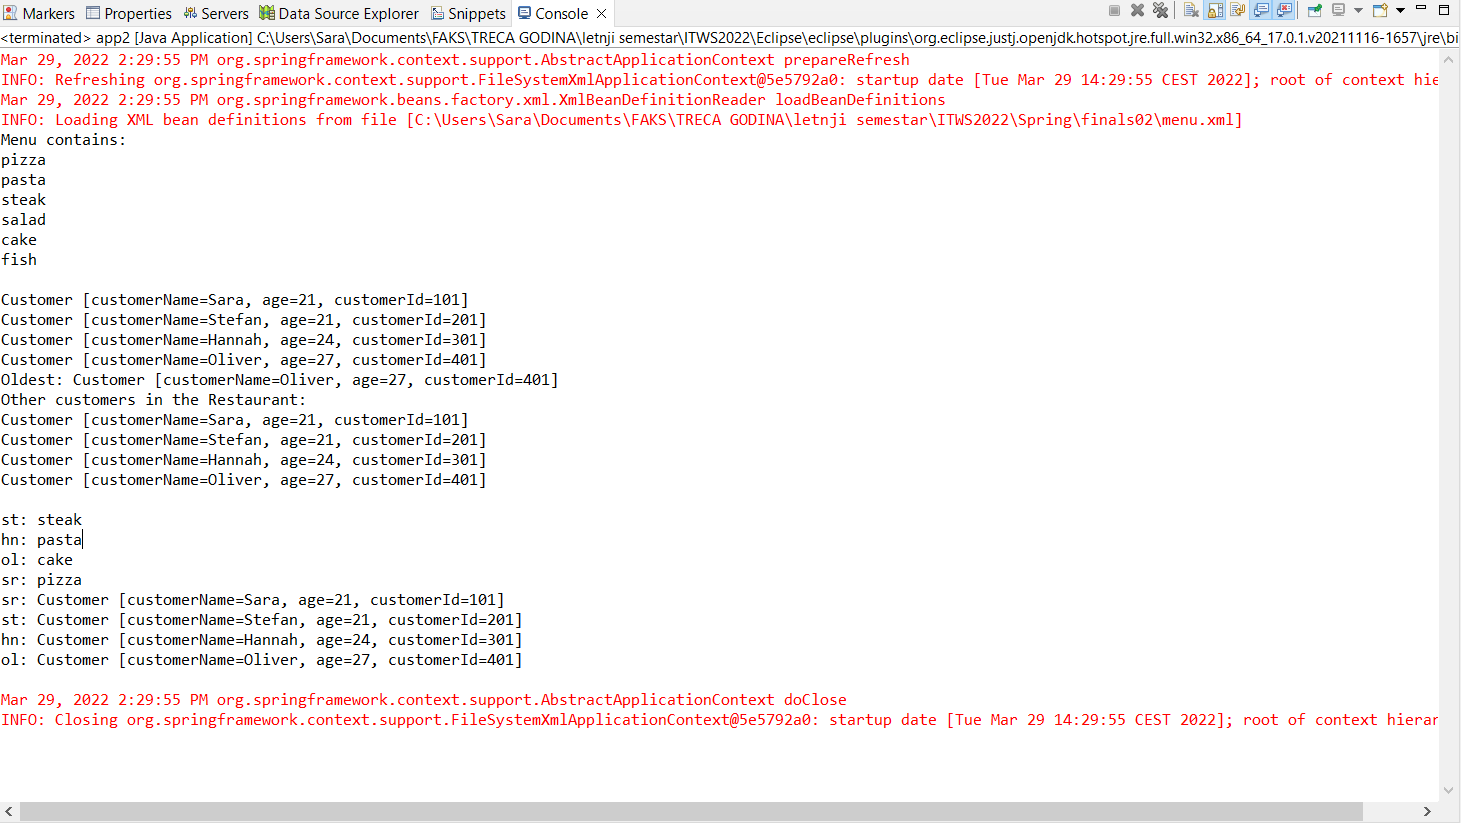 Markers Properties Servers Data Source Explorer Snippets Console
<terminated> app2 [Java Application] C:\Users\Sara\Documents\FAKS\TRECA GODINA\letnji semestar\ITWS2022\Eclipse\eclipse\plugins\org.eclipse.justj.openjdk.hotspot.jre.full.win32.x86_64_17.0.1.v20211116-1657\jre\bi
Mar 29, 2022 2:29:55 PM org.springframework.context.support.AbstractApplicationContext prepareRefresh
INFO: Refreshing org.springframework.context.support.FileSystemXmlApplicationContext@5e5792a0: startup date [Tue Mar 29 14:29:55 CEST 2022]; root of context hie
Mar 29, 2022 2:29:55 PM org.springframework.beans.factory.xml.XmlBeanDefinitionReader loadBeanDefinitions
INFO: Loading XML bean definitions from file [C:\Users\Sara\Documents\FAKS\TRECA GODINA\letnji semestar\ITWS2022\Spring\finals02\menu.xml]
Menu contains:
pizza
pasta
steak
salad
cake
fish
Customer [customerName=Sara, age=21, customerId=101]
Customer [customerName=Stefan, age=21, customerId=201]
Customer [customerName=Hannah, age=24, customerId=301]
Customer [customerName=Oliver, age=27, customerId=401]
Oldest: Customer [customerName=Oliver, age=27, customerId=401]
Other customers in the Restaurant:
Customer [customerName=Sara, age=21, customerId=101]
Customer [customerName=Stefan, age=21, customerId=201]
Customer [customerName=Hannah, age=24, customerId=301]
Customer [customerName=Oliver, age=27, customerId=401]
st: steak
hn: pasta
ol: cake
sr: pizza
sr: Customer [customerName=Sara, age=21, customerId=101]
st: Customer [customerName=Stefan, age=21, customerId=201]
hn: Customer [customerName=Hannah, age=24, customerId=301]
ol: Customer [customerName=Oliver, age=27, customerId=401]
Mar 29, 2022 2:29:55 PM org.springframework.context.support.AbstractApplicationContext doClose
INFO: Closing org.springframework.context.support.FileSystemXmlApplicationContext@5e5792a0: startup date [Tue Mar 29 14:29:55 CEST 2022]; root of context hierar